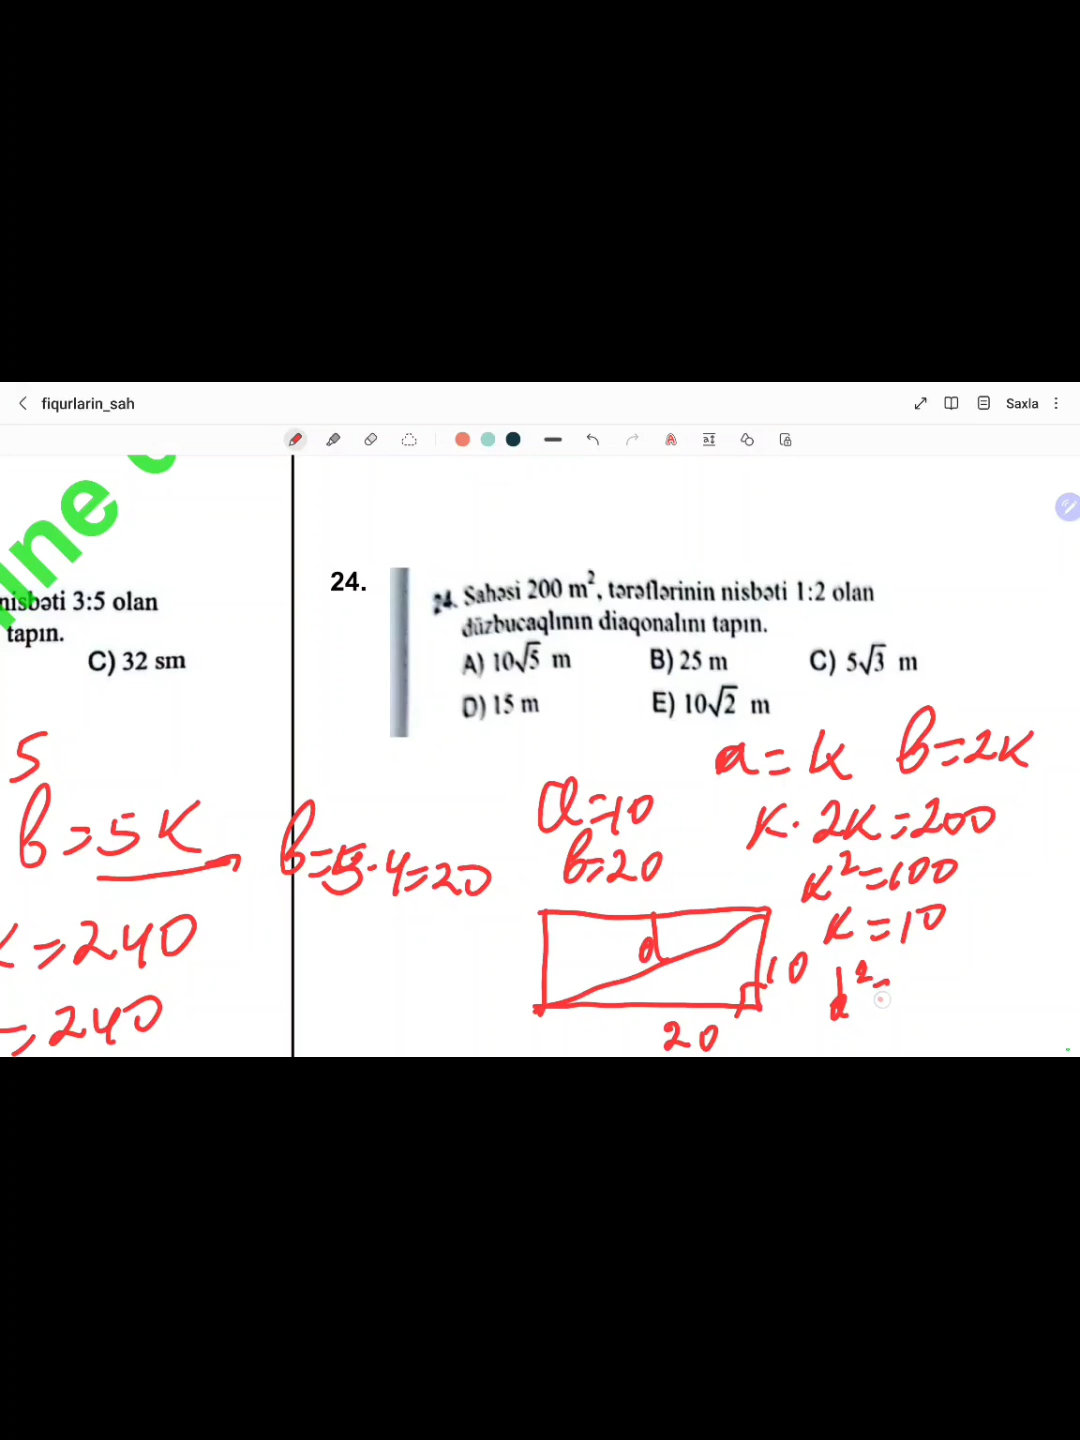 fiqurlarin_sah
Saxla
ine
nisbəti 3:5 olan
tapın.
C) 32 sm
5
b=5K
b=5·4=20
=240
=240
24.
24. Sahəsi 200 m², tərəflərinin nisbəti 1:2 olan
düzbucaqlının diaqonalını tapın.
A) 10√5 m B) 25 m C) 5√3 m
D) 15 m E) 10√2 m
a=k b=2k
a=10
b=20
k·2k=200
k²=100
k=10
d
10
20
d²=